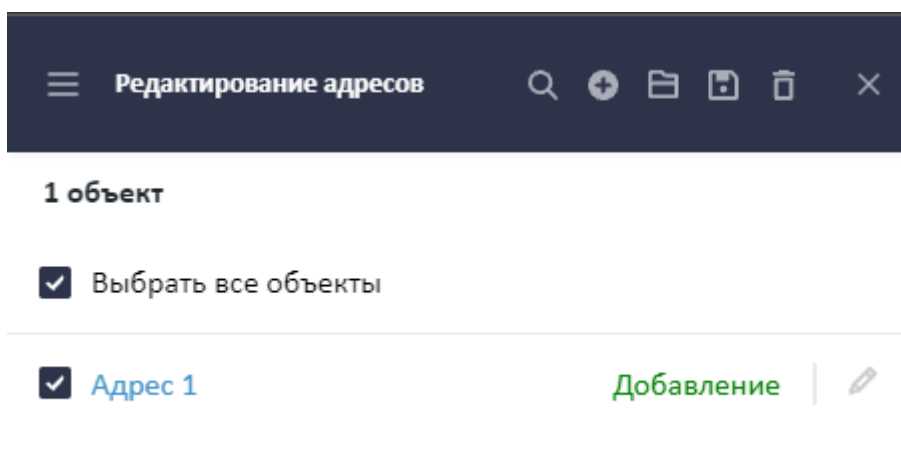 Редактирование адресов
1 объект
Выбрать все объекты
Адрес 1 Добавление